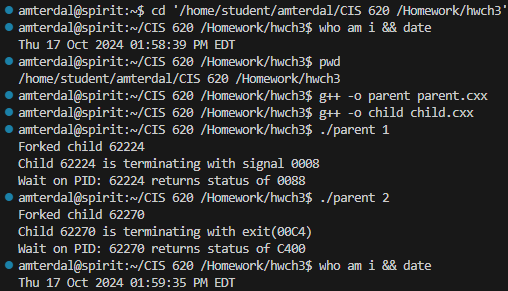 amterdal@spirit:~$ cd '/home/student/amterdal/CIS 620 /Homework/hwch3'
amterdal@spirit:~/CIS 620 /Homework/hwch3$ who am i && date
Thu 17 Oct 2024 01:58:39 PM EDT
amterdal@spirit:~/CIS 620 /Homework/hwch3$ pwd
/home/student/amterdal/CIS 620 /Homework/hwch3
amterdal@spirit:~/CIS 620 /Homework/hwch3$ g++ -o parent parent.cxx
amterdal@spirit:~/CIS 620 /Homework/hwch3$ g++ -o child child.cxx
amterdal@spirit:~/CIS 620 /Homework/hwch3$ ./parent 1
Forked child 62224
Child 62224 is terminating with signal 0008
Wait on PID: 62224 returns status of 0088
amterdal@spirit:~/CIS 620 /Homework/hwch3$ ./parent 2
Forked child 62270
Child 62270 is terminating with exit(00C4)
Wait on PID: 62270 returns status of C400
amterdal@spirit:~/CIS 620 /Homework/hwch3$ who am i && date
Thu 17 Oct 2024 01:59:35 PM EDT